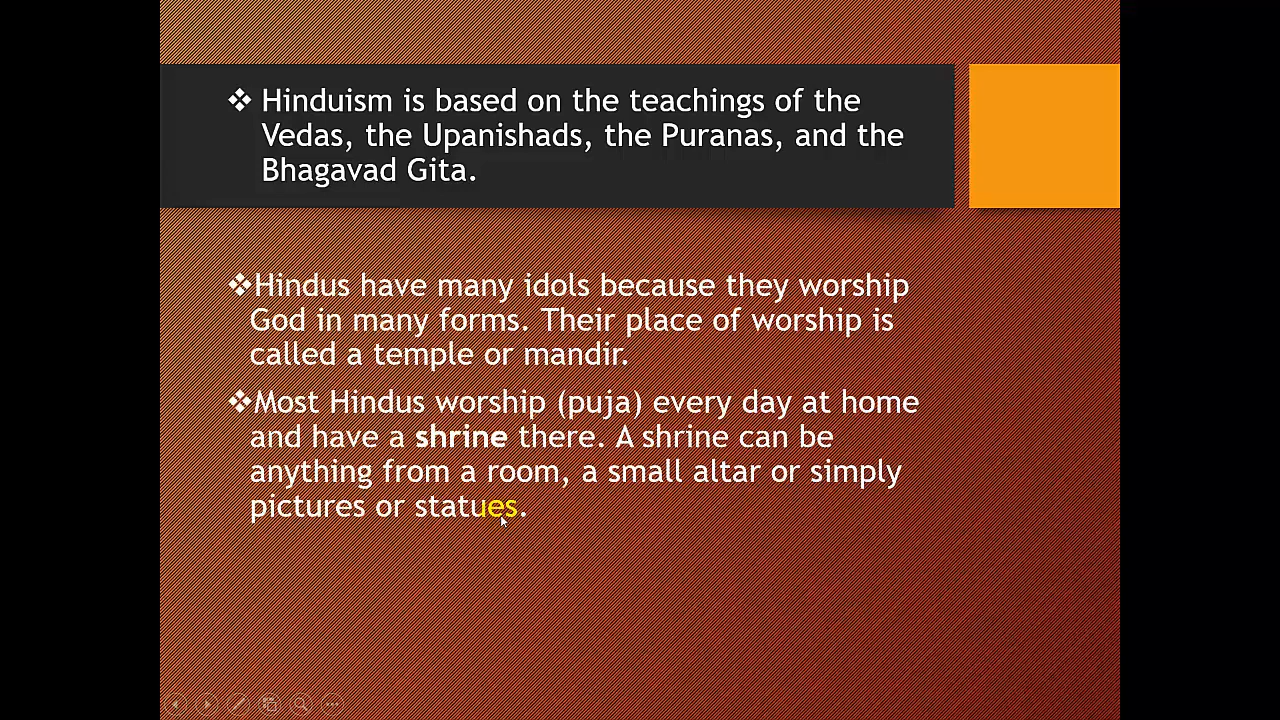 ❖ Hinduism is based on the teachings of the
Vedas, the Upanishads, the Puranas, and the
Bhagavad Gita.
❖Hindus have many idols because they worship
God in many forms. Their place of worship is
called a temple or mandir.
❖Most Hindus worship (puja) every day at home
and have a shrine there. A shrine can be
anything from a room, a small altar or simply
pictures or statues.